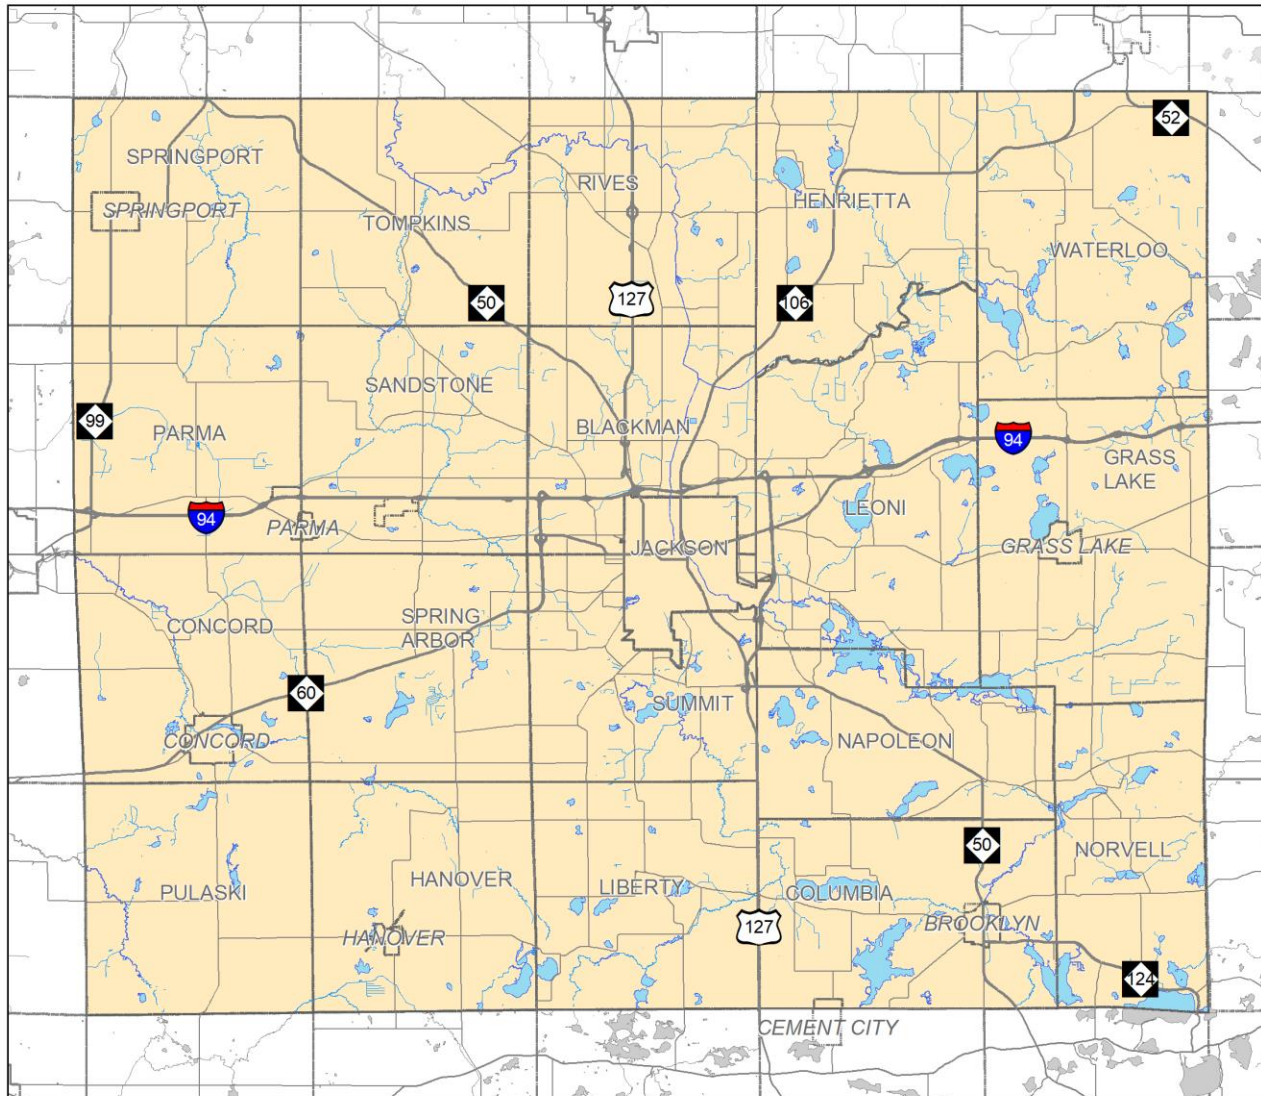 52
SPRINGPORT
RIVES
HENRIETTA
SPRINGPORT
TOMPKINS
WATERLOO
50
127
106
SANDSTONE
99
PARMA
BLACKMAN
94
GRASS
LAKE
LEONI
94
PARMA
JACKSON
GRASS LAKE
CONCORD
SPRING
ARBOR
60
SUMMIT
CONCORD
NAPOLEON
50
NORVELL
PULASKI
HANOVER
LIBERTY
COLUMBIA
HANOVER
127
BROOKLYN
124
CEMENT CITY